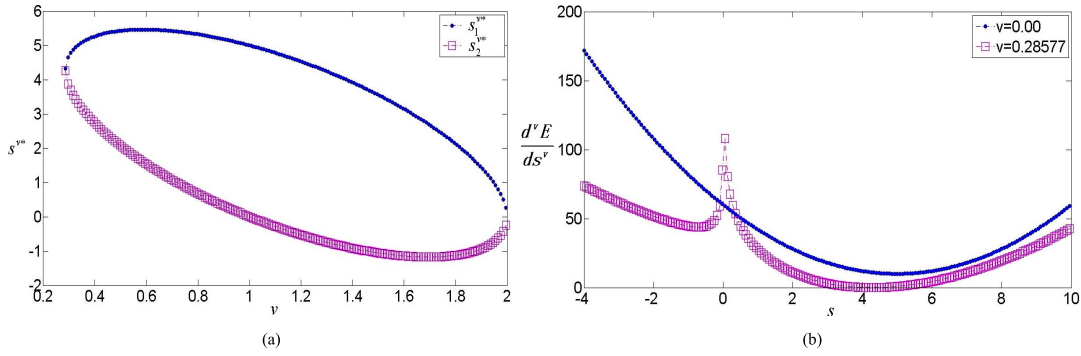 6
5
4
3
2
1
0
-1
-2
s^{v*}
s_1^{v*}
s_2^{v*}
0.2 0.4 0.6 0.8 1 1.2 1.4 1.6 1.8 2
v
(a)
200
150
100
50
0
d^vE
ds^v
v=0.00
v=0.28577
-4 -2 0 2 4 6 8 10
s
(b)